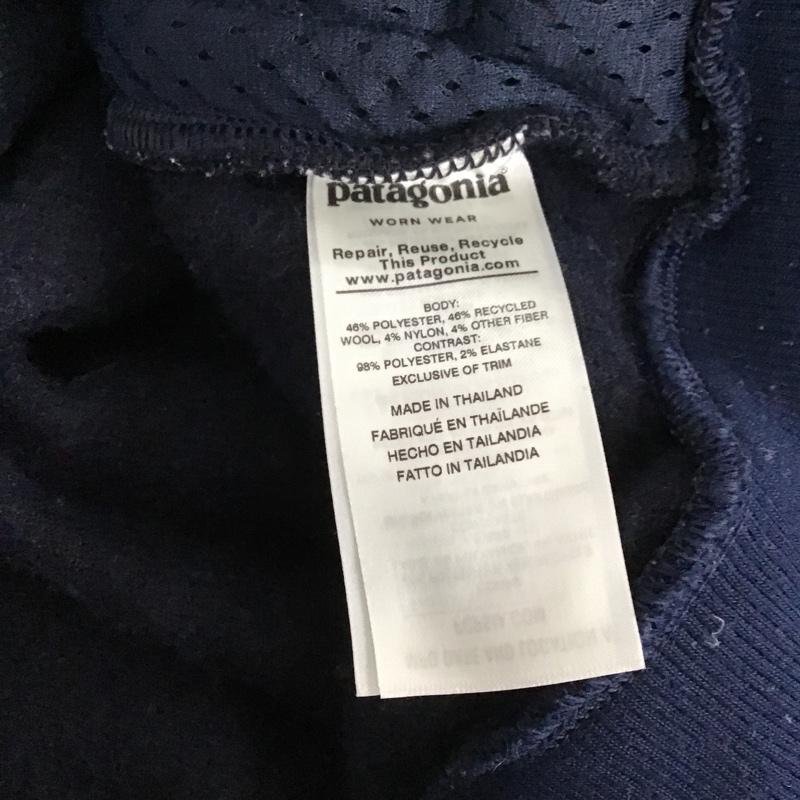 patagonia®
WORN WEAR
Repair, Reuse, Recycle
This Product
www.patagonia.com
BODY:
46% POLYESTER, 46% RECYCLED
WOOL, 4% NYLON, 4% OTHER FIBER
CONTRAST:
98% POLYESTER, 2% ELASTANE
EXCLUSIVE OF TRIM
MADE IN THAILAND
FABRIQUÉ EN THAÏLANDE
HECHO EN TAILANDIA
FATTO IN TAILANDIA